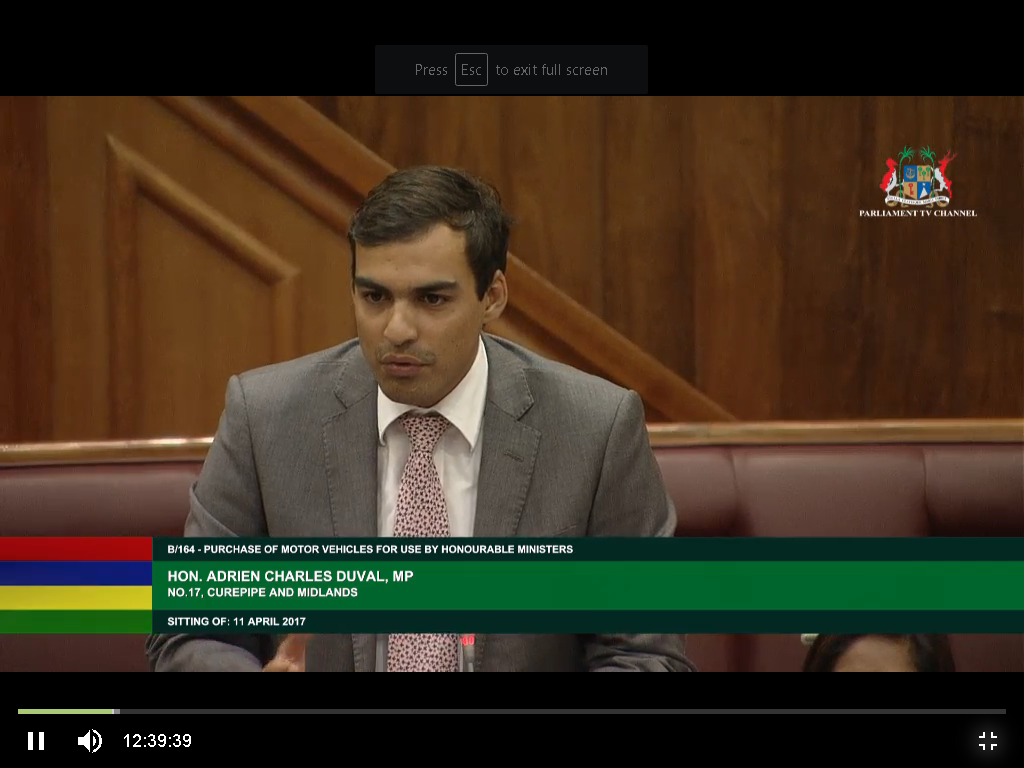 Press Esc to exit full screen
PARLIAMENT TV CHANNEL
B/164 - PURCHASE OF MOTOR VEHICLES FOR USE BY HONOURABLE MINISTERS
HON. ADRIEN CHARLES DUVAL, MP
NO.17, CUREPIPE AND MIDLANDS
SITTING OF: 11 APRIL 2017
12:39:39